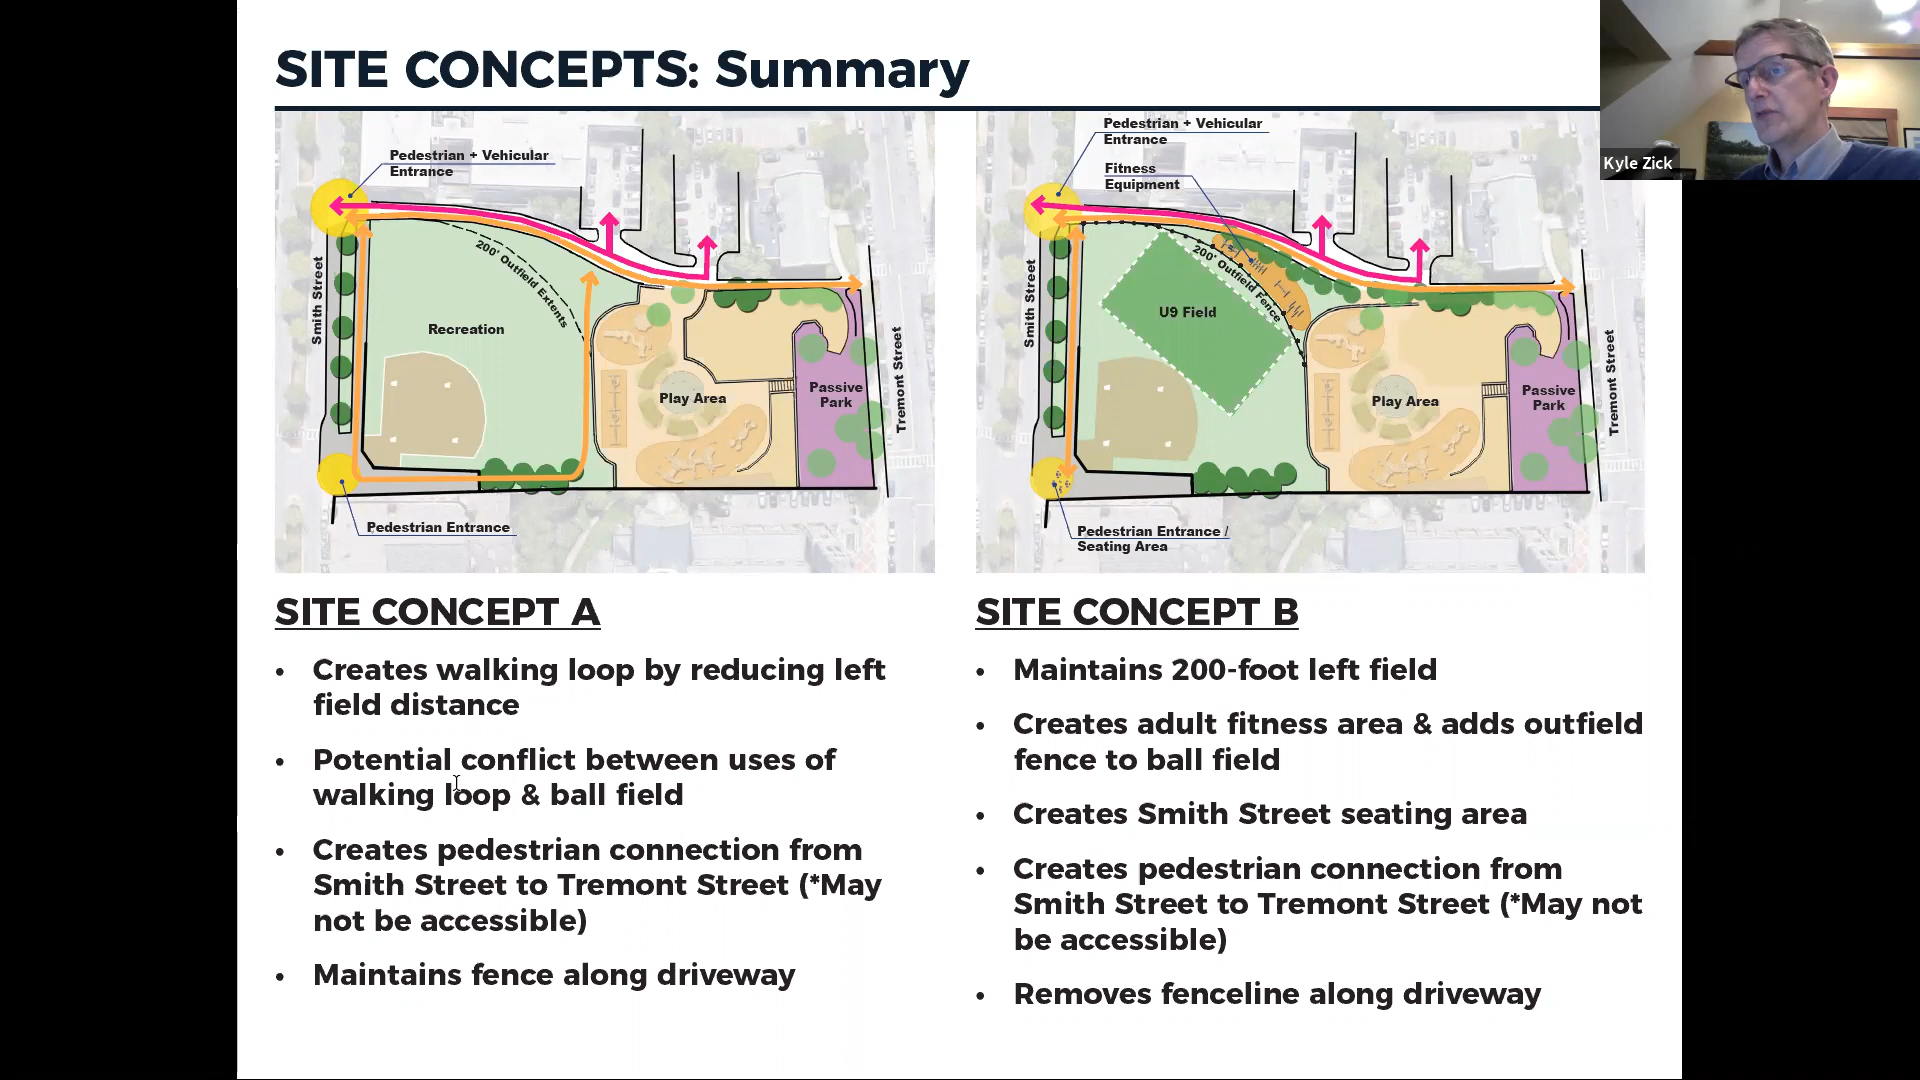 SITE CONCEPTS: Summary
Kyle Zick
Pedestrian + Vehicular
Entrance
200' Outfield Extents
Smith Street
Recreation
Play Area
Passive
Park
Tremont Street
Pedestrian Entrance
Pedestrian + Vehicular
Entrance
Fitness
Equipment
200' Outfield Fence
Smith Street
U9 Field
Play Area
Passive
Park
Tremont Street
Pedestrian Entrance /
Seating Area
SITE CONCEPT A
• Creates walking loop by reducing left
field distance
• Potential conflict between uses of
walking loop & ball field
• Creates pedestrian connection from
Smith Street to Tremont Street (*May
not be accessible)
• Maintains fence along driveway
SITE CONCEPT B
• Maintains 200-foot left field
• Creates adult fitness area & adds outfield
fence to ball field
• Creates Smith Street seating area
• Creates pedestrian connection from
Smith Street to Tremont Street (*May not
be accessible)
• Removes fenceline along driveway